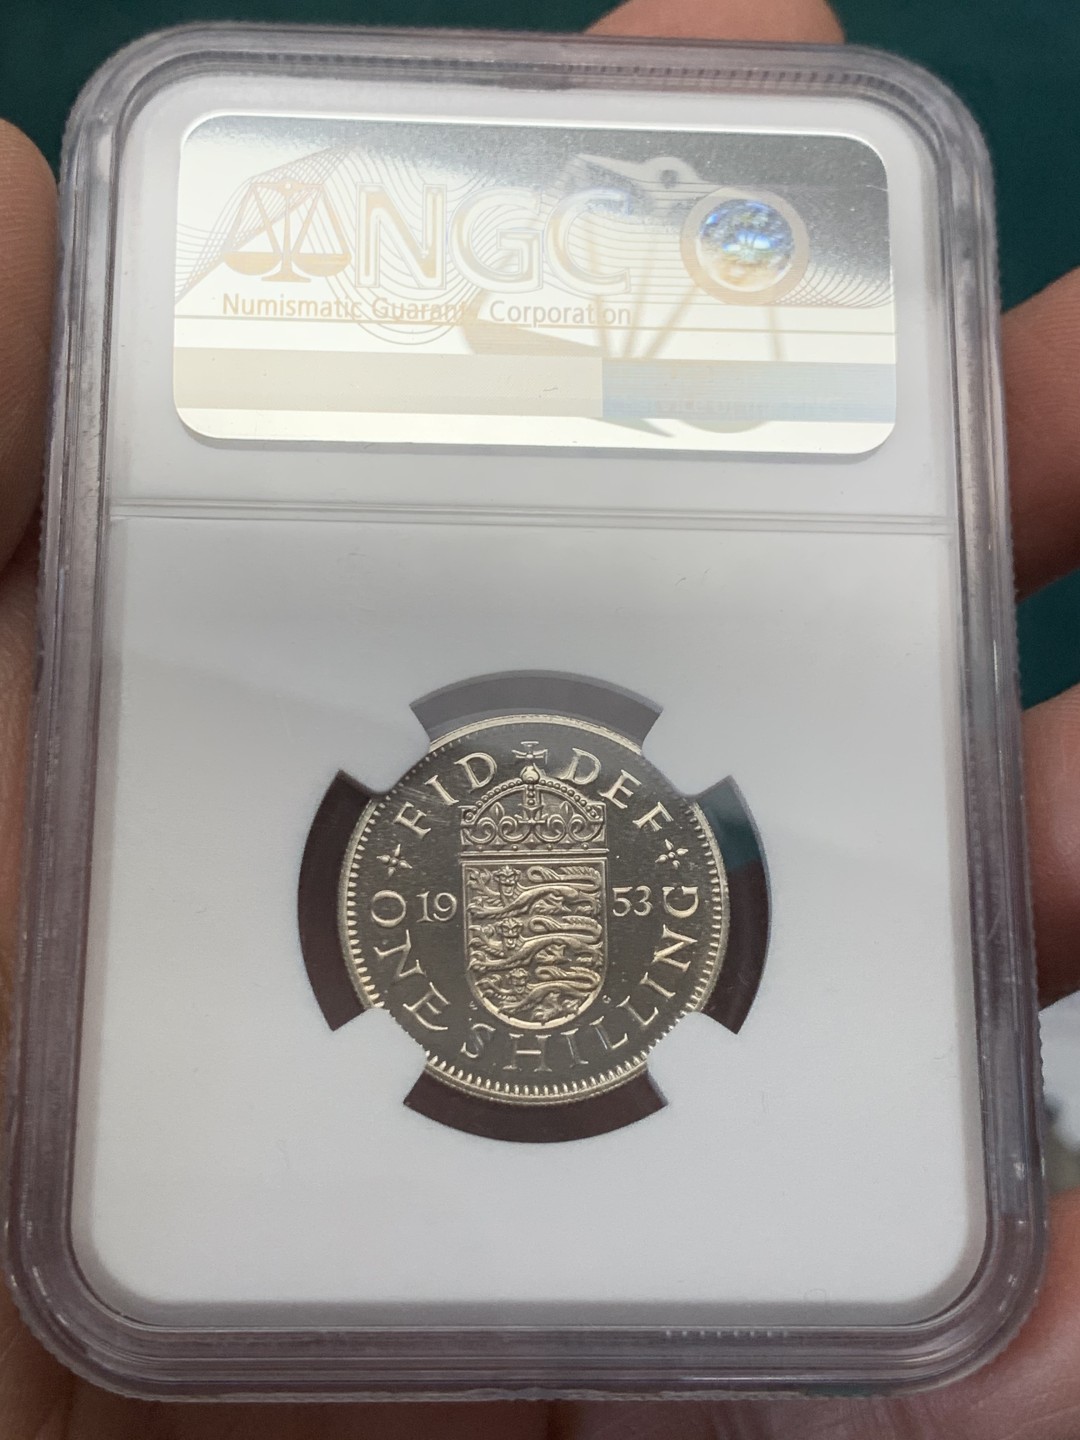 NGC
Numismatic Guaranty Corporation
FID DEF
19 53
ONE SHILLING